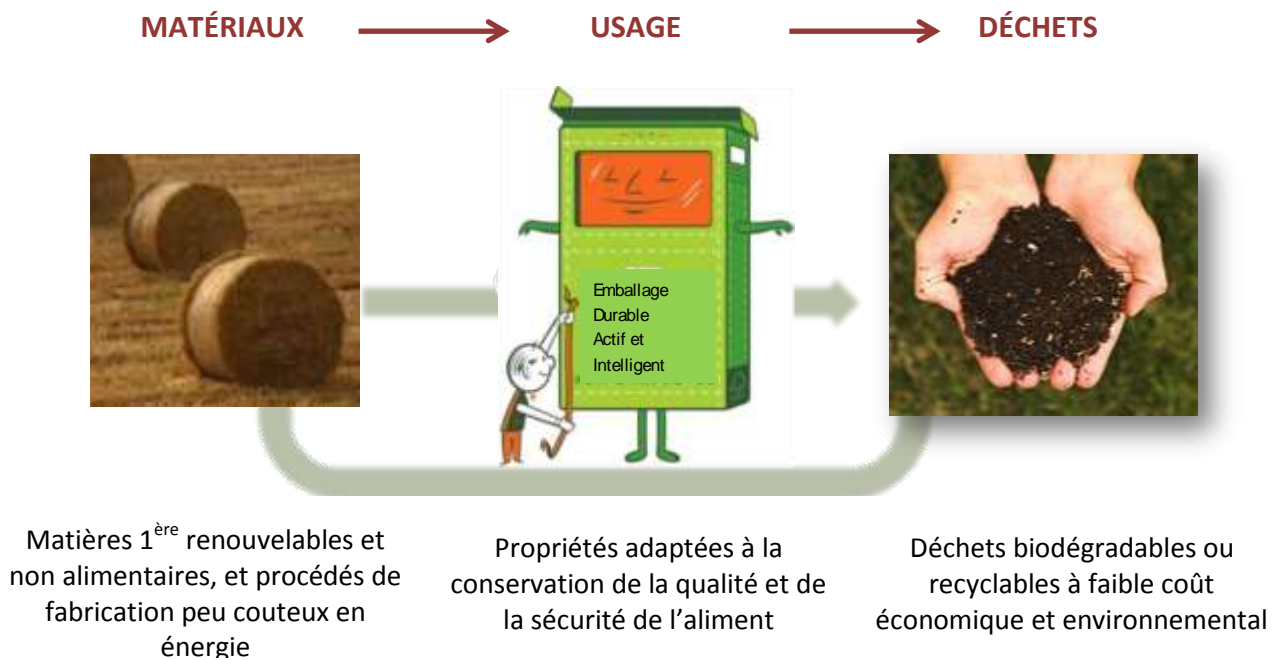 MATÉRIAUX USAGE DÉCHETS
Emballage
Durable
Actif et
Intelligent
Matières 1ère renouvelables et
non alimentaires, et procédés de
fabrication peu couteux en
énergie
Propriétés adaptées à la
conservation de la qualité et de
la sécurité de l’aliment
Déchets biodégradables ou
recyclables à faible coût
économique et environnemental